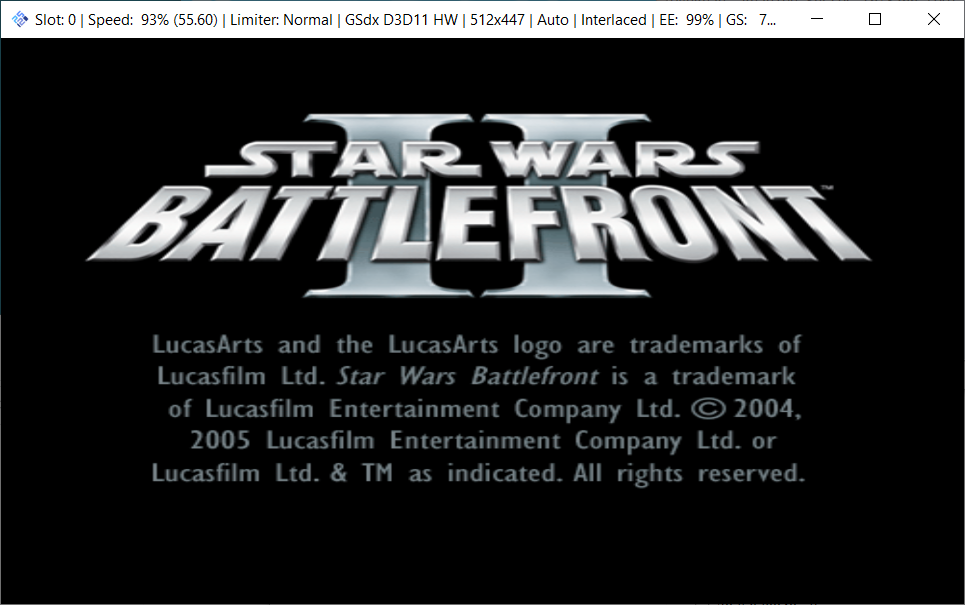 Slot: 0 | Speed: 93% (55.60) | Limiter: Normal | GSdx D3D11 HW | 512x447 | Auto | Interlaced | EE: 99% | GS: 7...
II
STAR WARS
BATTLEFRONT™
LucasArts and the LucasArts logo are trademarks of
Lucasfilm Ltd. Star Wars Battlefront is a trademark
of Lucasfilm Entertainment Company Ltd. © 2004,
2005 Lucasfilm Entertainment Company Ltd. or
Lucasfilm Ltd. & TM as indicated. All rights reserved.